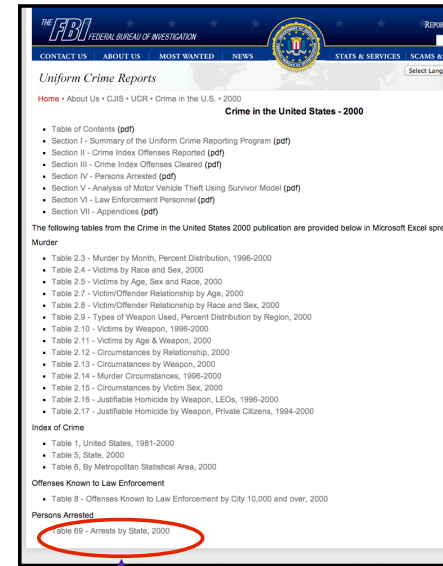 THE FBI FEDERAL BUREAU OF INVESTIGATION
REPOR
CONTACT US ABOUT US MOST WANTED NEWS STATS & SERVICES SCAMS &
Uniform Crime Reports
Select Lang
Home • About Us • CJIS • UCR • Crime in the U.S. • 2000
Crime in the United States - 2000
Table of Contents (pdf)
Section I - Summary of the Uniform Crime Reporting Program (pdf)
Section II - Crime Index Offenses Reported (pdf)
Section III - Crime Index Offenses Cleared (pdf)
Section IV - Persons Arrested (pdf)
Section V - Analysis of Motor Vehicle Theft Using Survivor Model (pdf)
Section VI - Law Enforcement Personnel (pdf)
Section VII - Appendices (pdf)
The following tables from the Crime in the United States 2000 publication are provided below in Microsoft Excel spre
Murder
Table 2.3 - Murder by Month, Percent Distribution, 1996-2000
Table 2.4 - Victims by Race and Sex, 2000
Table 2.5 - Victims by Age, Sex and Race, 2000
Table 2.7 - Victim/Offender Relationship by Age, 2000
Table 2.8 - Victim/Offender Relationship by Race and Sex, 2000
Table 2.9 - Types of Weapon Used, Percent Distribution by Region, 2000
Table 2.10 - Victims by Weapon, 1996-2000
Table 2.11 - Victims by Age & Weapon, 2000
Table 2.12 - Circumstances by Relationship, 2000
Table 2.13 - Circumstances by Weapon, 2000
Table 2.14 - Murder Circumstances, 1996-2000
Table 2.15 - Circumstances by Victim Sex, 2000
Table 2.16 - Justifiable Homicide by Weapon, LEOs, 1996-2000
Table 2.17 - Justifiable Homicide by Weapon, Private Citizens, 1994-2000
Index of Crime
Table 1, United States, 1981-2000
Table 5, State, 2000
Table 6, By Metropolitan Statistical Area, 2000
Offenses Known to Law Enforcement
Table 8 - Offenses Known to Law Enforcement by City 10,000 and over, 2000
Persons Arrested
Table 69 - Arrests by State, 2000